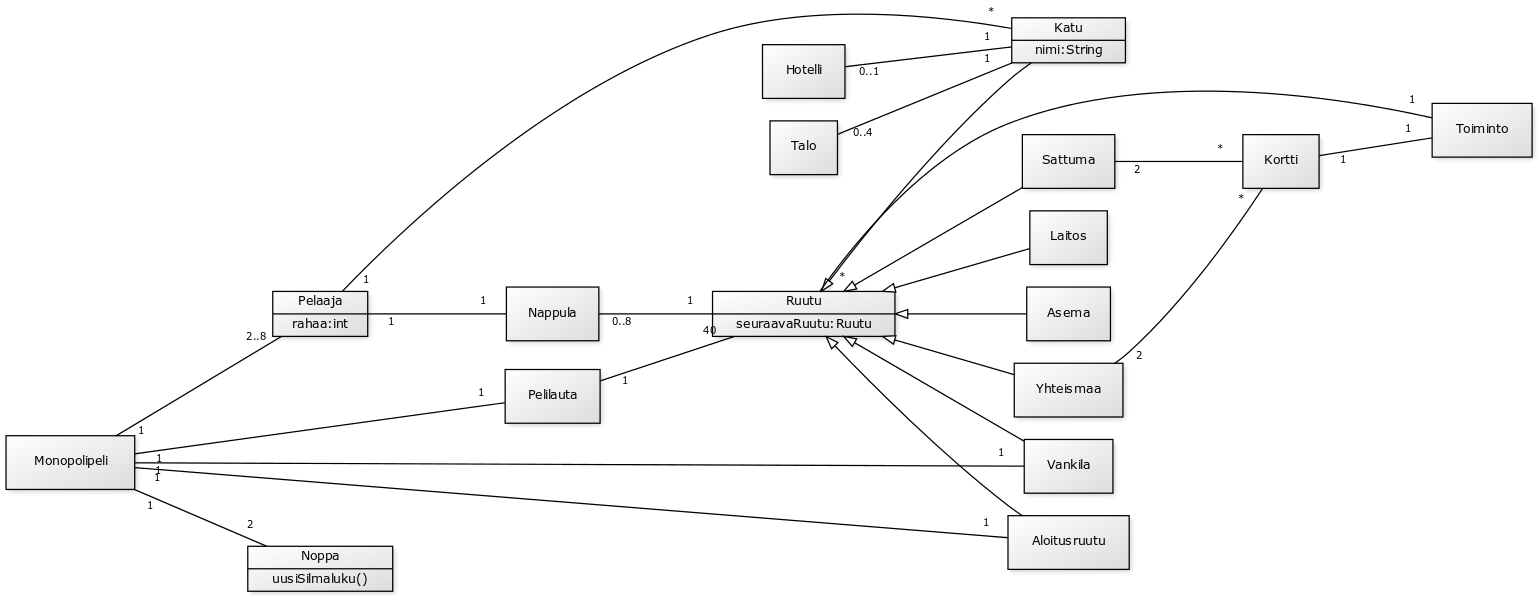 *
Katu
nimi:String
1
1
Hotelli
0..1
Talo
0..4
1
Toiminto
1
1
Sattuma
2
*
Kortti
*
Laitos
1
Pelaaja
rahaa:int
1
1
Nappula
0..8
1
*
Ruutu
seuraavaRuutu:Ruutu
40
Asema
2..8
1
Pelilauta
1
2
Yhteismaa
1
Monopolipeli
1
1
1
1
Vankila
1
2
Noppa
uusiSilmaluku()
1
Aloitusruutu